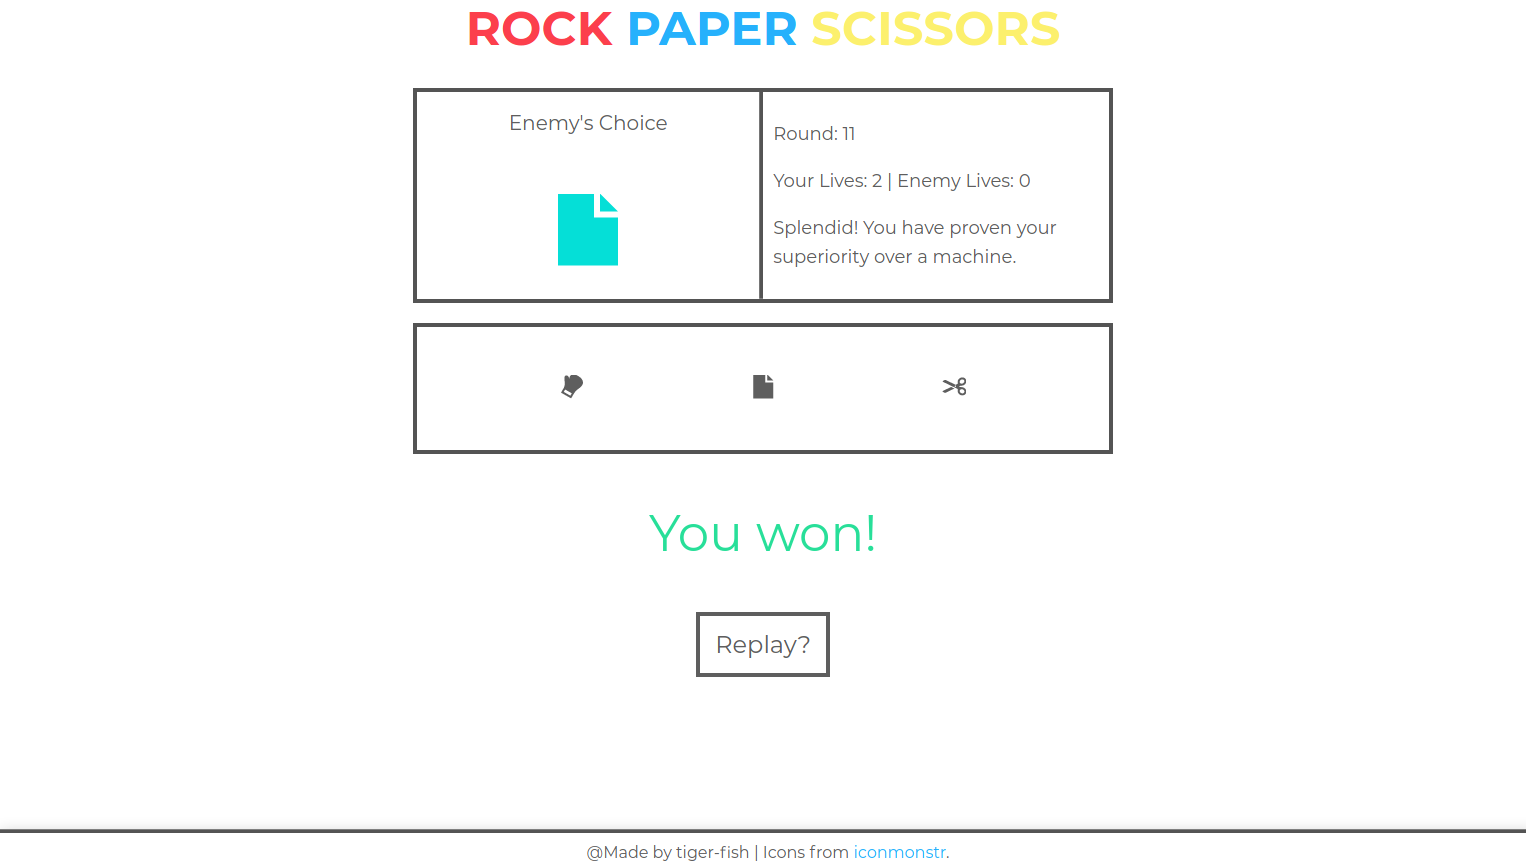 ROCK PAPER SCISSORS
Enemy's Choice
Round: 11
Your Lives: 2 | Enemy Lives: 0
Splendid! You have proven your
superiority over a machine.
You won!
Replay?
@Made by tiger-fish | Icons from iconmonstr.